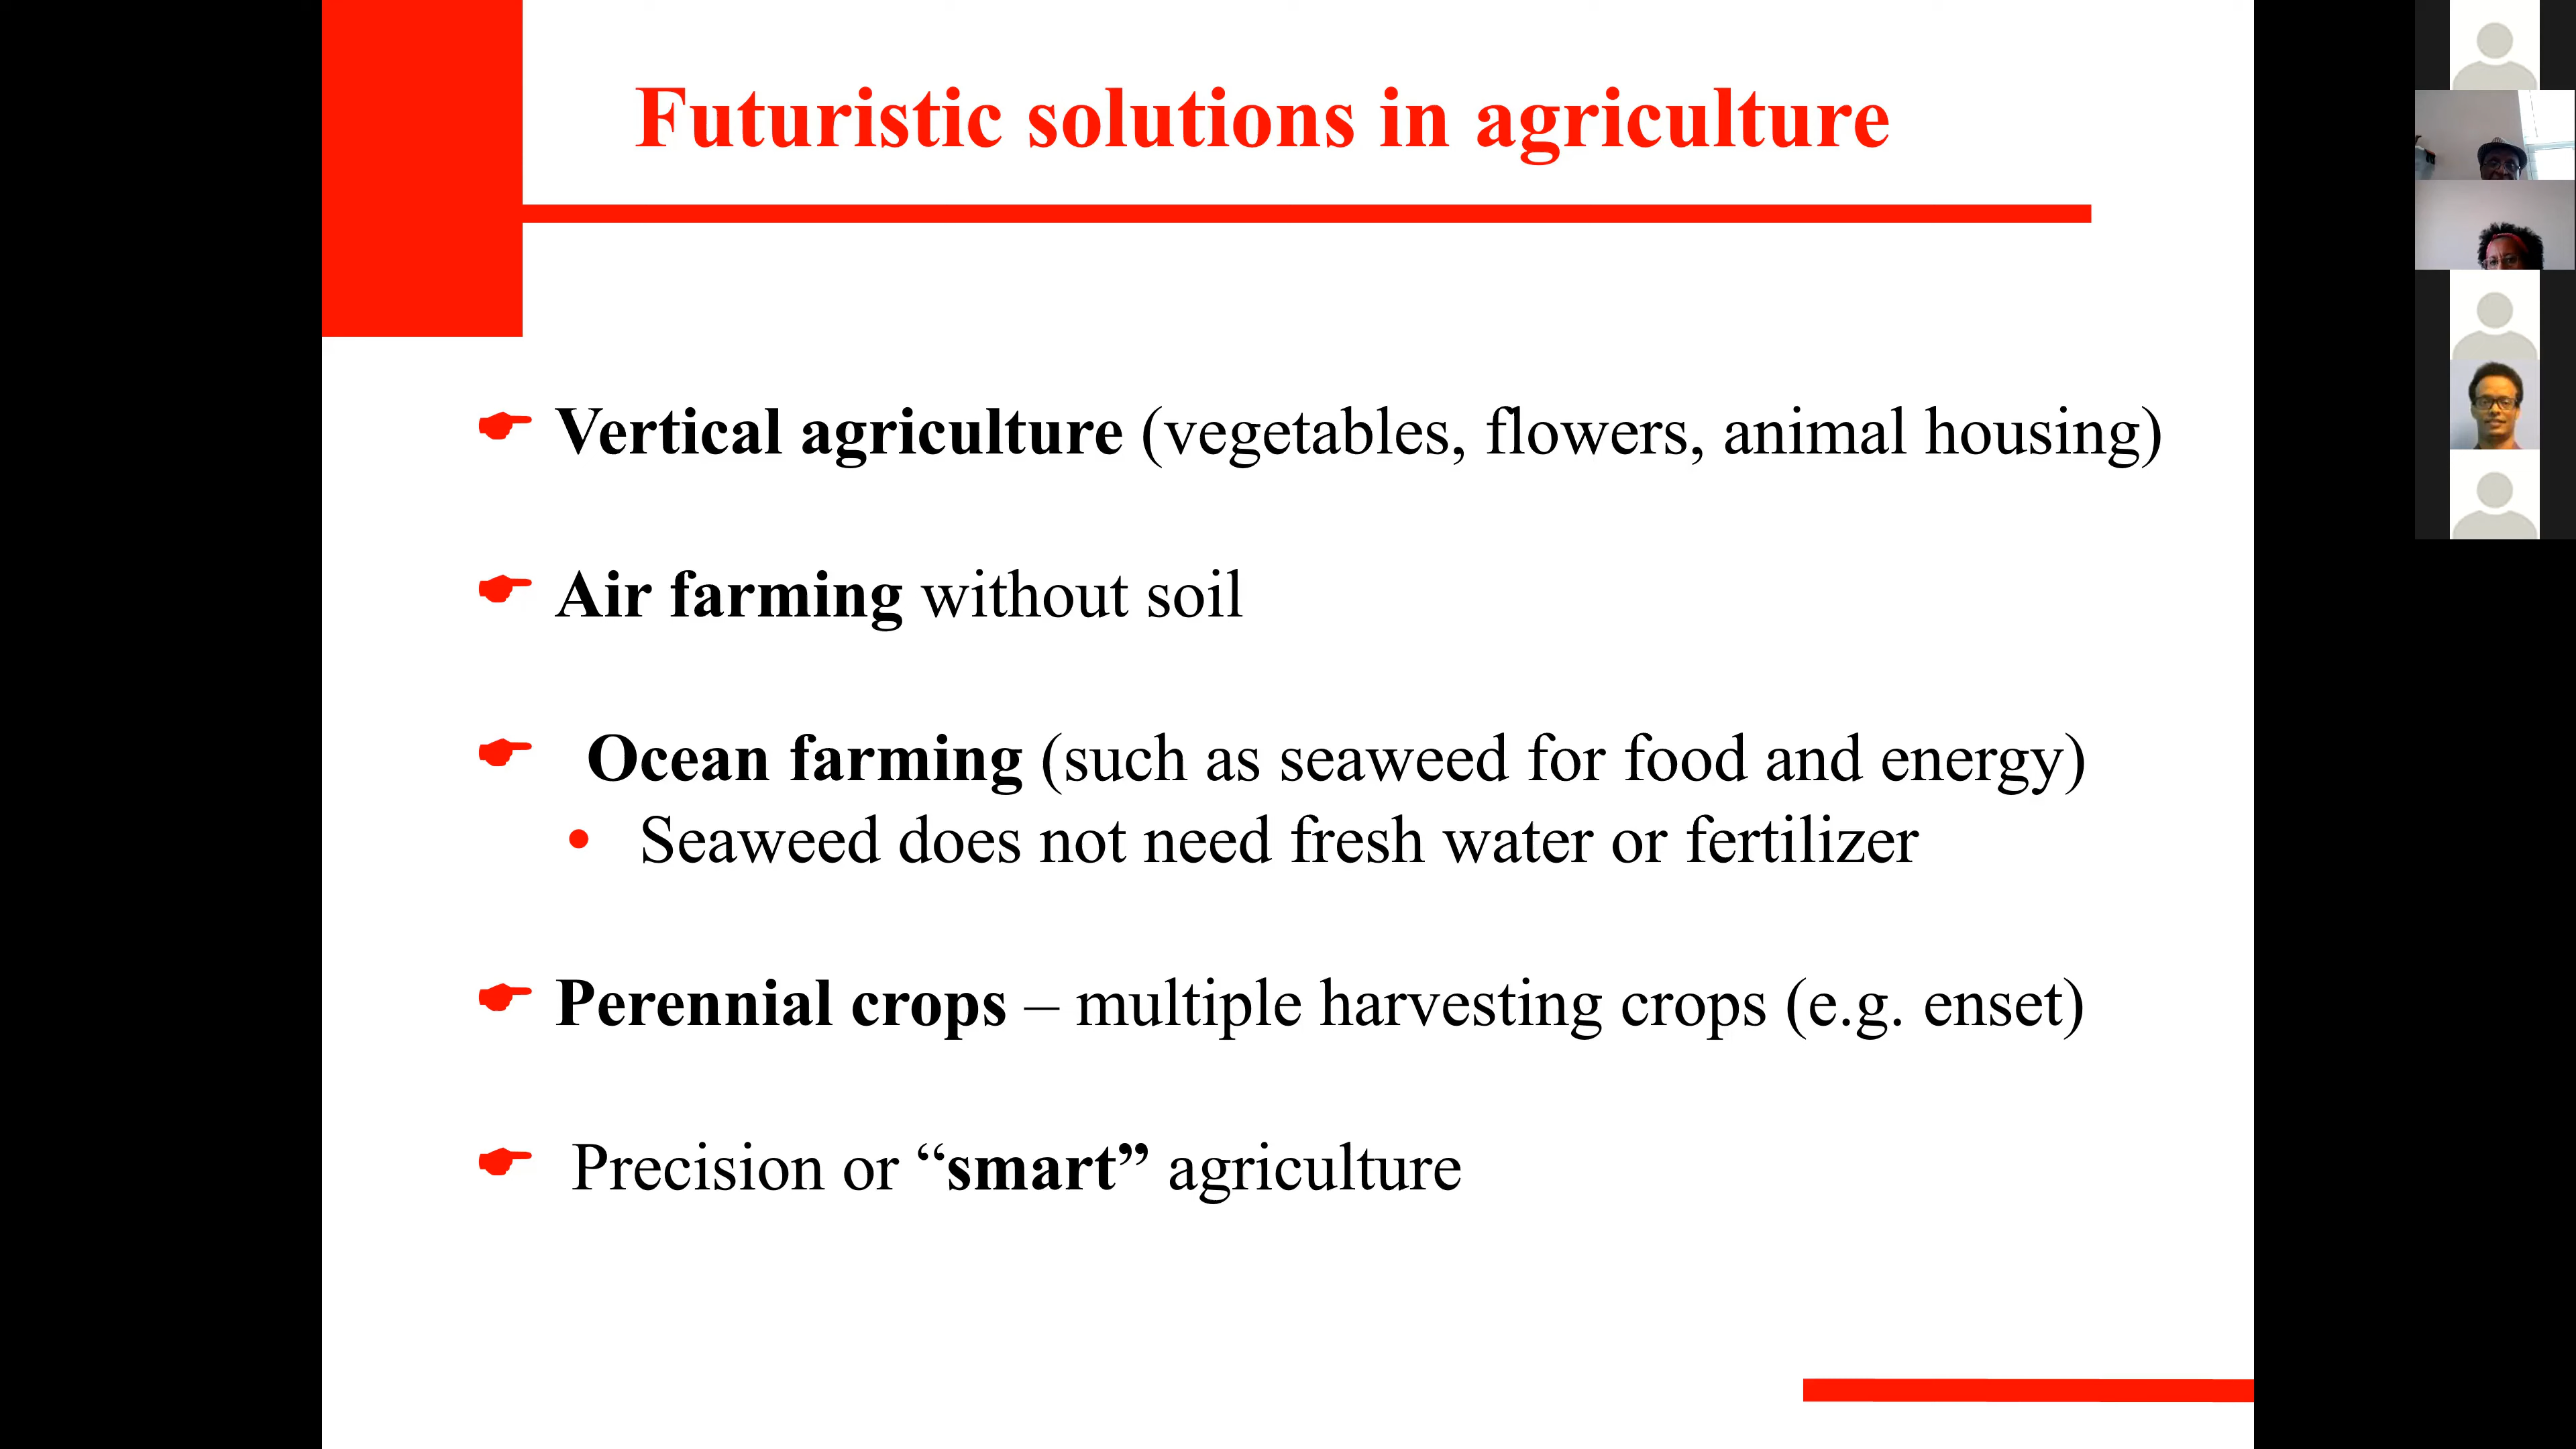 Futuristic solutions in agriculture
Vertical agriculture (vegetables, flowers, animal housing)
Air farming without soil
Ocean farming (such as seaweed for food and energy)
• Seaweed does not need fresh water or fertilizer
Perennial crops – multiple harvesting crops (e.g. enset)
Precision or “smart” agriculture